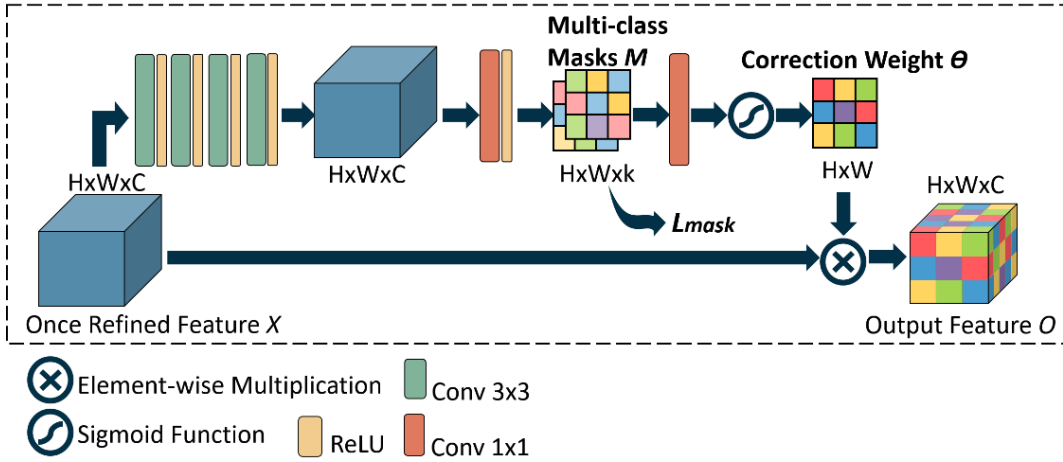 Multi-class
Masks M
Correction Weight Θ
HxWxC
HxWxC
HxWxk
HxW
HxWxC
Lmask
Once Refined Feature X
Output Feature O
Element-wise Multiplication
Conv 3x3
Sigmoid Function
ReLU
Conv 1x1